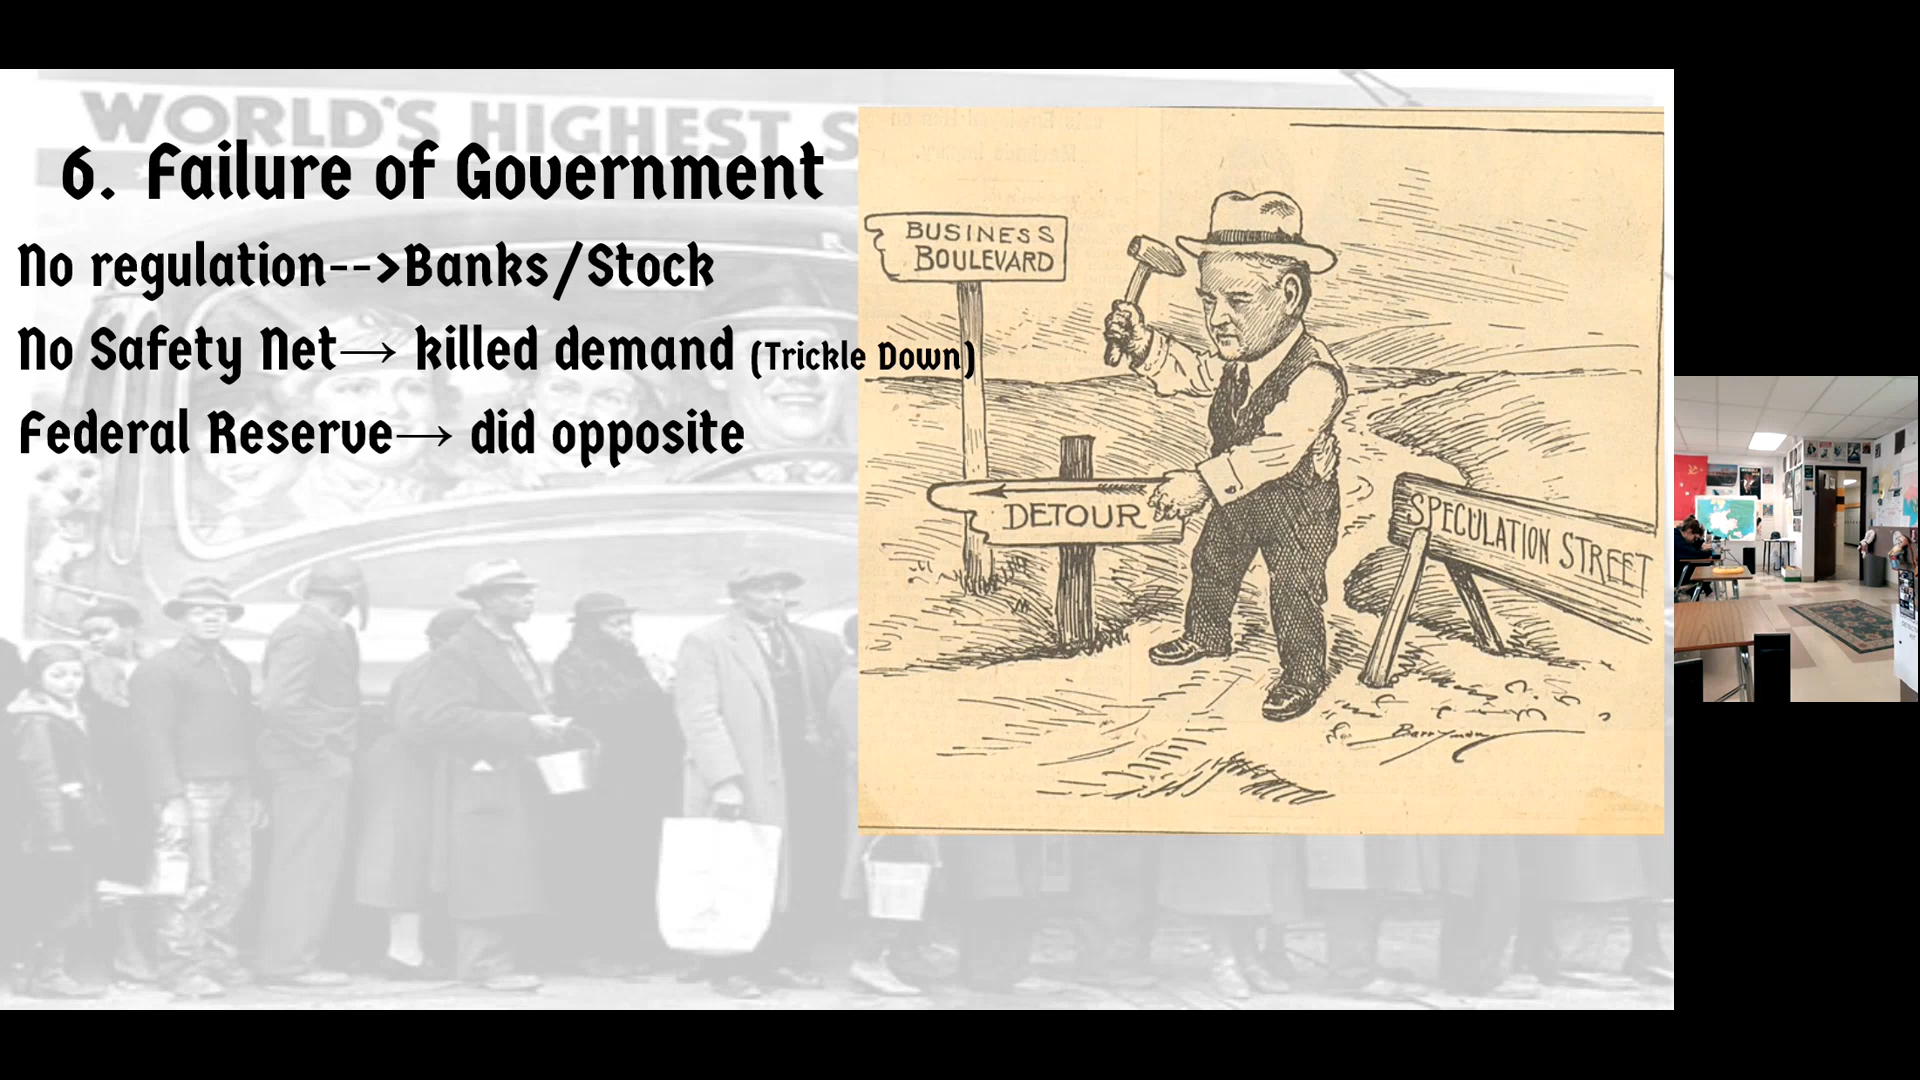 WORLD'S HIGHEST S
6. Failure of Government
No regulation-->Banks/Stock
No Safety Net→ killed demand (Trickle Down)
Federal Reserve→ did opposite
BUSINESS
BOULEVARD
DETOUR
SPECULATION STREET
Berryman